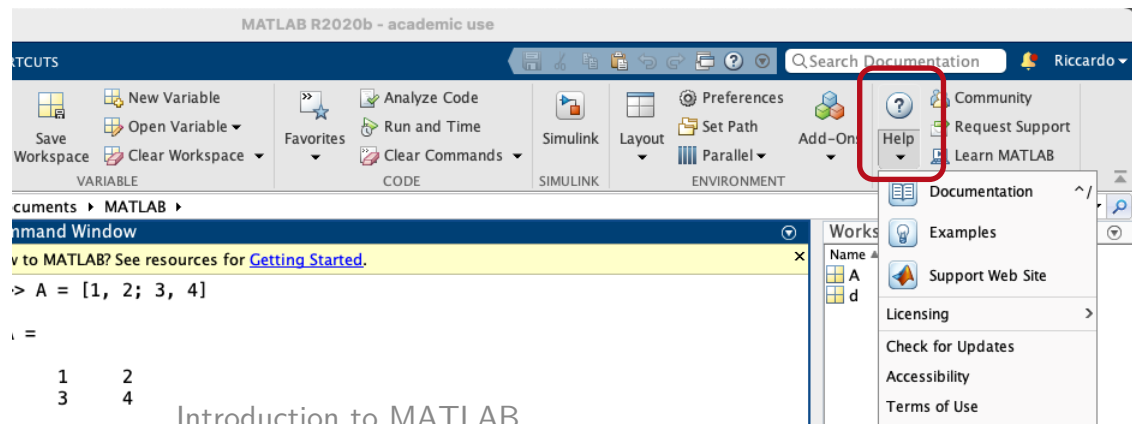 MATLAB R2020b - academic use
RTCUTS
Search Documentation
Riccardo
New Variable
Analyze Code
Preferences
Community
Save
Workspace
Open Variable
Favorites
Run and Time
Simulink
Layout
Set Path
Add-Ons
Help
Request Support
Clear Workspace
Clear Commands
Parallel
Learn MATLAB
VARIABLE
CODE
SIMULINK
ENVIRONMENT
Documentation ^/
cuments ▸ MATLAB ▸
mmand Window
Works
Examples
w to MATLAB? See resources for Getting Started.
Name
>> A = [1, 2; 3, 4]
A
Support Web Site
d
Licensing
=
Check for Updates
1 2
Accessibility
3 4
Terms of Use
Introduction to MATLAB